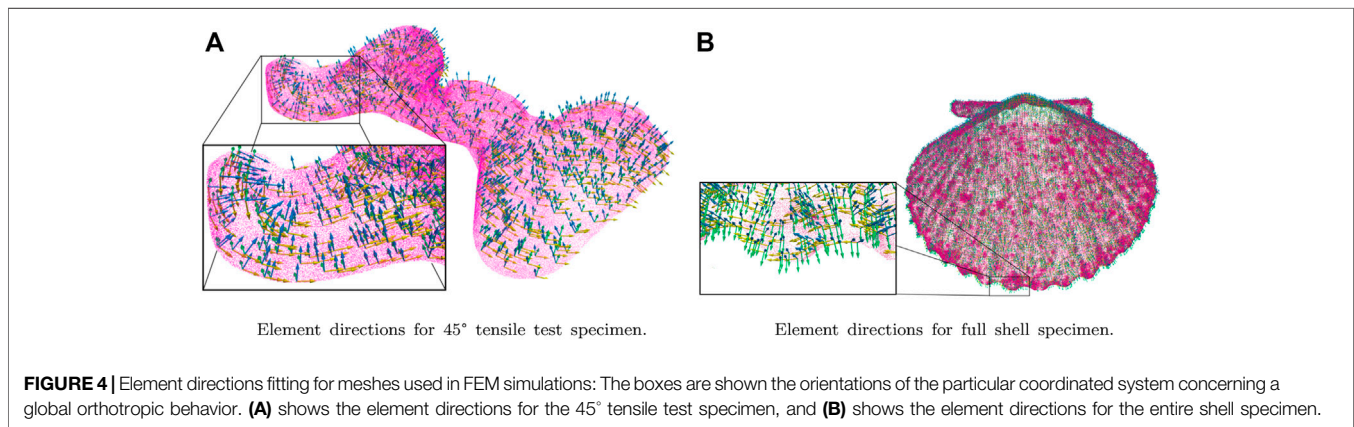 A
B
Element directions for 45° tensile test specimen.
Element directions for full shell specimen.
FIGURE 4 | Element directions fitting for meshes used in FEM simulations: The boxes are shown the orientations of the particular coordinated system concerning a
global orthotropic behavior. (A) shows the element directions for the 45° tensile test specimen, and (B) shows the element directions for the entire shell specimen.